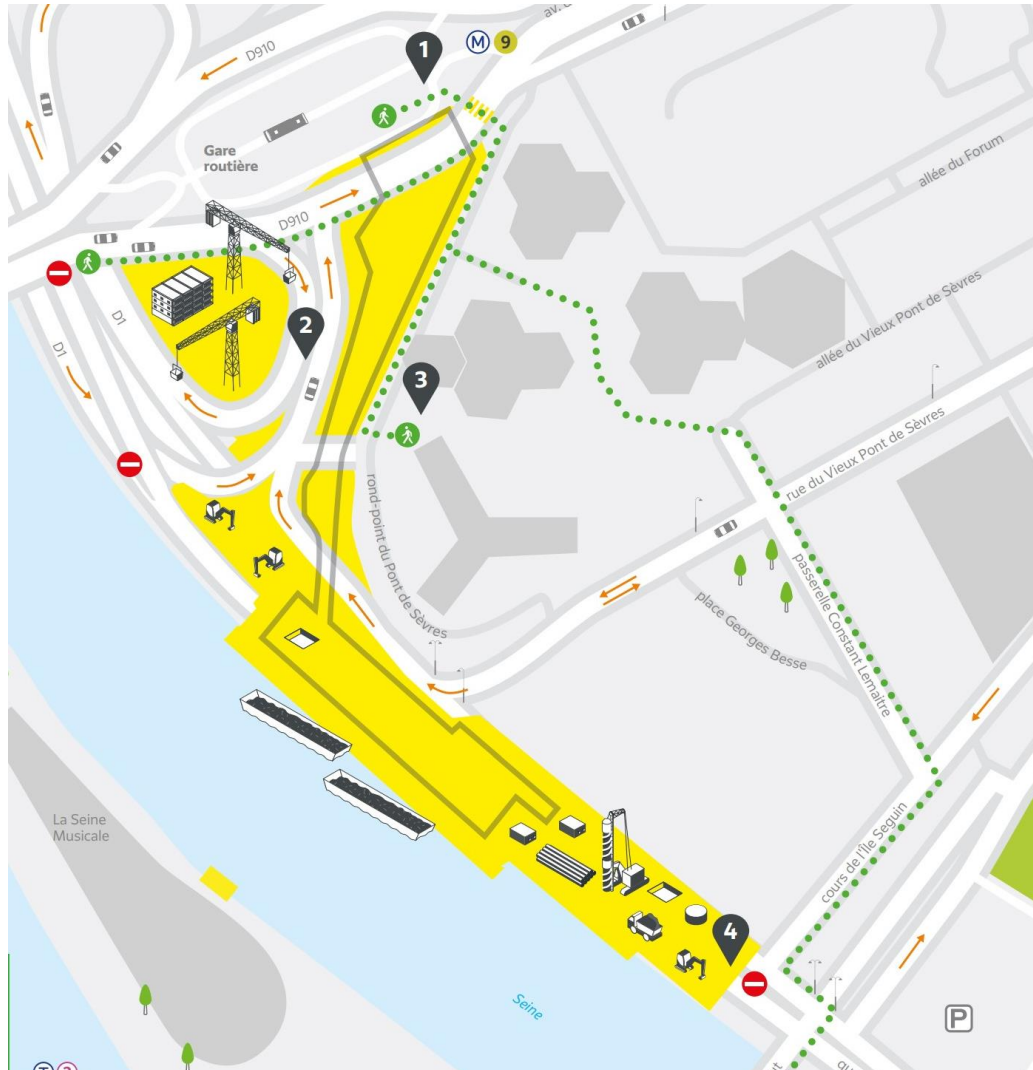 D910
av.
1
M
9
Gare
routière
D910
allée du Forum
D1
D1
2
3
allée du Vieux Pont de Sèvres
rue du Vieux Pont de Sèvres
rond-point du Pont de Sèvres
passerelle Constant Lemaitre
place Georges Besse
La Seine
Musicale
cours de l'Île Seguin
4
Seine
P